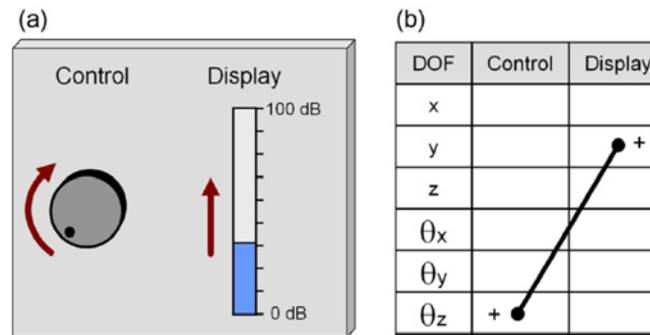 (a)
Control Display
100 dB
0 dB
(b)
DOF Control Display
x
y +
z
θx
θy
θz +